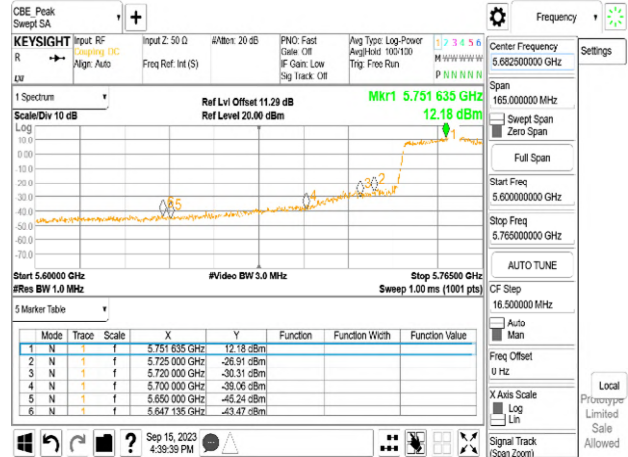 CBE_Peak
Swept SA
Frequency
KEYSIGHT
R
LXI
Input: RF
Coupling: DC
Align: Auto
Input Z: 50 Ω
Freq Ref: Int (S)
#Atten: 20 dB
PNO: Fast
Gate: Off
IF Gain: Low
Sig Track: Off
Avg Type: Log-Power
Avg|Hold: 100/100
Trig: Free Run
1 2 3 4 5 6
M W W W W W
P N N N N N
1 Spectrum
Scale/Div 10 dB
Ref Lvl Offset 11.29 dB
Ref Level 20.00 dBm
Mkr1 5.751 635 GHz
12.18 dBm
Log
10.0
0.00
-10.0
-20.0
-30.0
-40.0
-50.0
-60.0
-70.0
5
4
3
2
1
Start 5.60000 GHz
#Res BW 1.0 MHz
#Video BW 3.0 MHz
Stop 5.76500 GHz
Sweep 1.00 ms (1001 pts)
5 Marker Table
Mode Trace Scale X Y Function Function Width Function Value
1 N 1 f 5.751 635 GHz 12.18 dBm
2 N 1 f 5.725 000 GHz -26.91 dBm
3 N 1 f 5.720 000 GHz -30.31 dBm
4 N 1 f 5.700 000 GHz -39.06 dBm
5 N 1 f 5.650 000 GHz -45.24 dBm
6 N 1 f 5.647 135 GHz -43.47 dBm
?
Sep 15, 2023
4:39:39 PM
Center Frequency
5.682500000 GHz
Settings
Span
165.000000 MHz
Swept Span
Zero Span
Full Span
Start Freq
5.600000000 GHz
Stop Freq
5.765000000 GHz
AUTO TUNE
CF Step
16.500000 MHz
Auto
Man
Freq Offset
0 Hz
X Axis Scale
Log
Lin
Signal Track
(Span Zoom)
Local
Prototype
Limited
Sale
Allowed